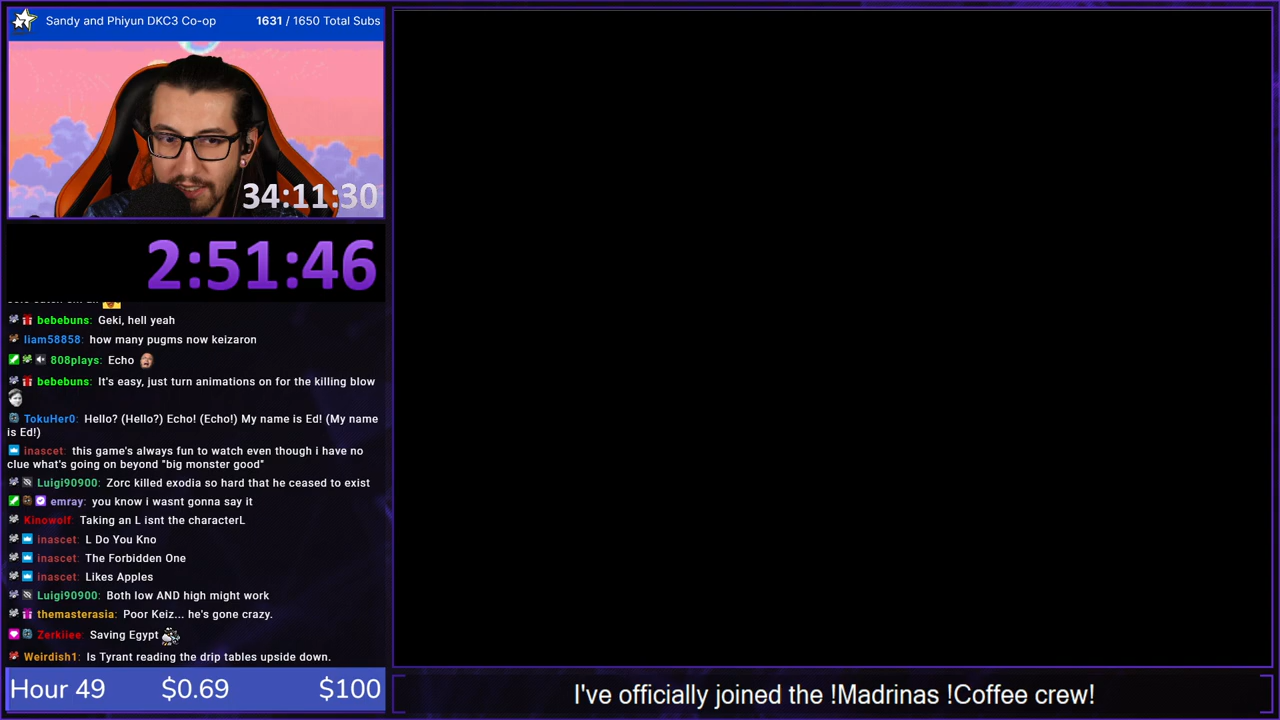 Sandy and Phiyun DKC3 Co-op
1631 / 1650 Total Subs
34:11:30
2:51:46
bebebuns: Geki, hell yeah
liam58858: how many pugms now keizaron
808plays: Echo
bebebuns: It's easy, just turn animations on for the killing blow
TokuHer0: Hello? (Hello?) Echo! (Echo!) My name is Ed! (My name
is Ed!)
inascet: this game's always fun to watch even though i have no
clue what's going on beyond "big monster good"
Luigi90900: Zorc killed exodia so hard that he ceased to exist
emray: you know i wasnt gonna say it
Kinowolf: Taking an L isnt the characterL
inascet: L Do You Kno
inascet: The Forbidden One
inascet: Likes Apples
Luigi90900: Both low AND high might work
themasterasia: Poor Keiz... he's gone crazy.
Zerkiiee: Saving Egypt
Weirdish1: Is Tyrant reading the drip tables upside down.
Hour 49 $0.69 $100
I've officially joined the !Madrinas !Coffee crew!